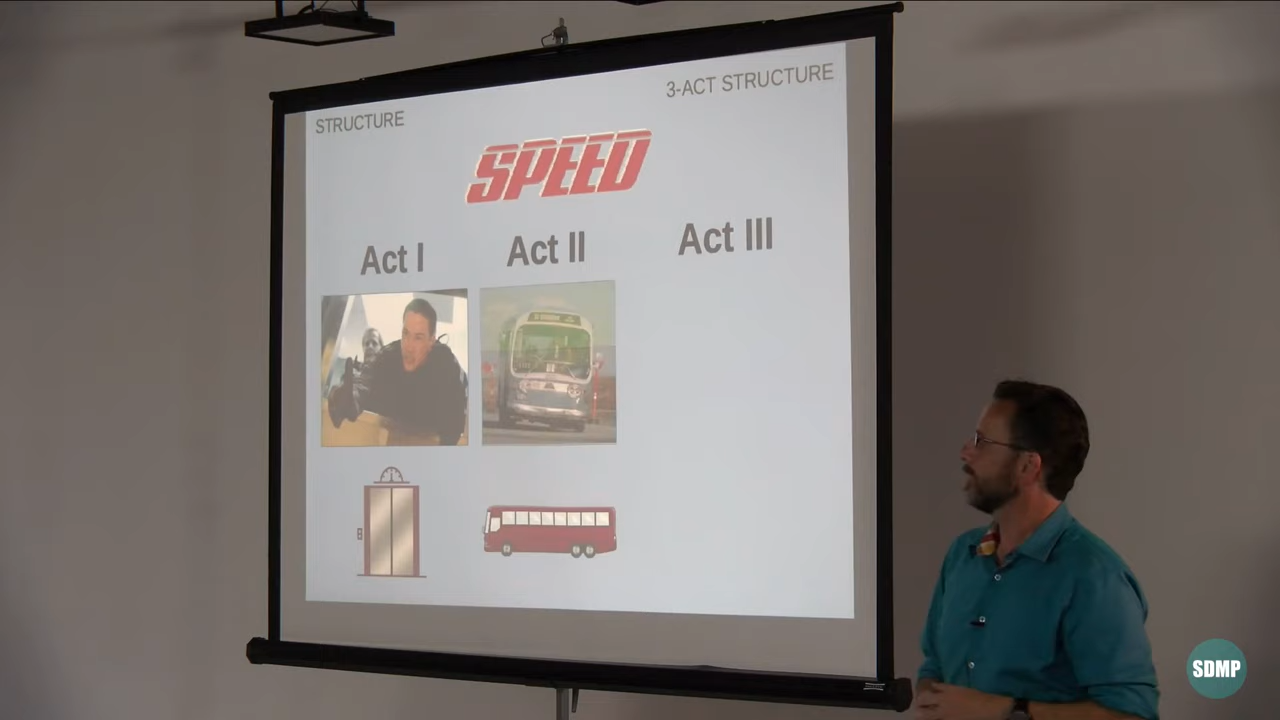 STRUCTURE
3-ACT STRUCTURE
SPEED
Act I
Act II
Act III
SDMP